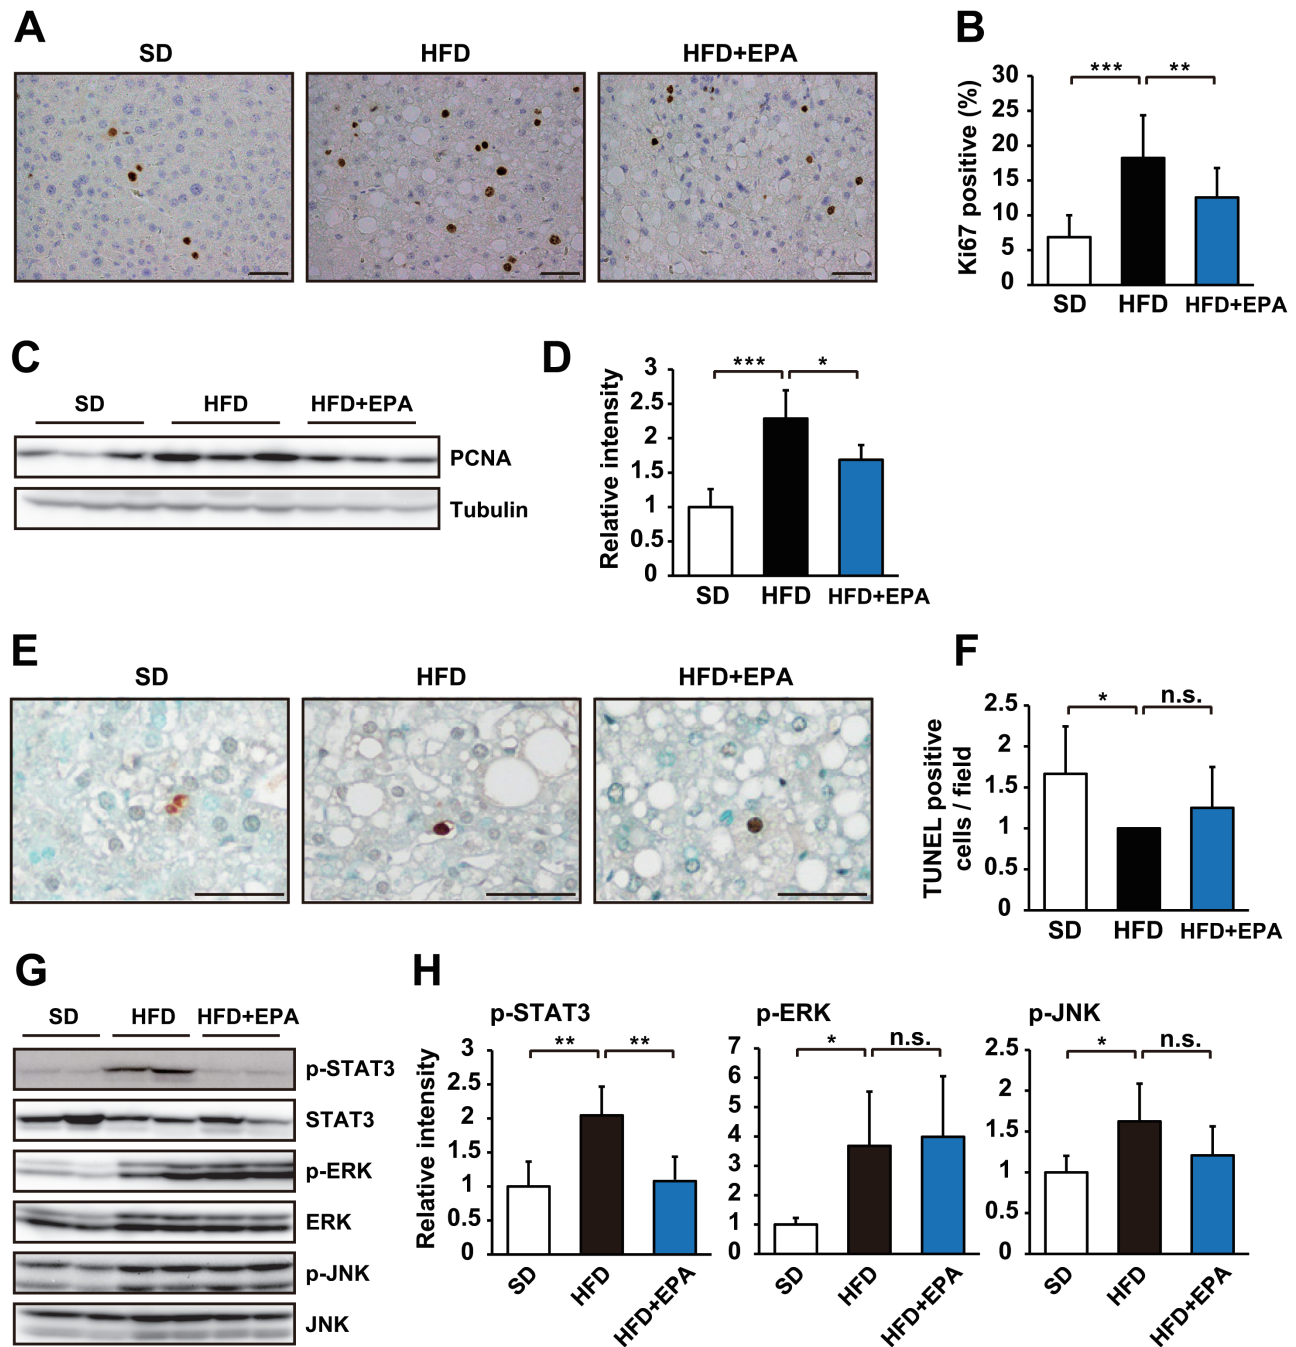 A
SD HFD HFD+EPA
B
*** **
Ki67 positive (%)
30
25
20
15
10
5
0
SD HFD HFD+EPA
C
SD HFD HFD+EPA
PCNA
Tubulin
D
*** *
Relative intensity
3
2.5
2
1.5
1
0.5
0
SD HFD HFD+EPA
E
SD HFD HFD+EPA
F
* n.s.
TUNEL positive
cells / field
2.5
2
1.5
1
0.5
0
SD HFD HFD+EPA
G
SD HFD HFD+EPA
p-STAT3
STAT3
p-ERK
ERK
p-JNK
JNK
H
p-STAT3
** **
Relative intensity
3
2.5
2
1.5
1
0.5
0
SD HFD HFD+EPA
p-ERK
* n.s.
7
6
5
4
3
2
1
0
SD HFD HFD+EPA
p-JNK
* n.s.
2.5
2
1.5
1
0.5
0
SD HFD HFD+EPA